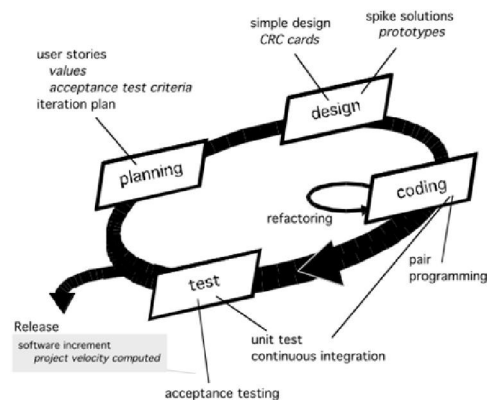 simple design
CRC cards
spike solutions
prototypes
user stories
values
acceptance test criteria
iteration plan
design
planning
coding
refactoring
test
pair
programming
Release
software increment
project velocity computed
unit test
continuous integration
acceptance testing